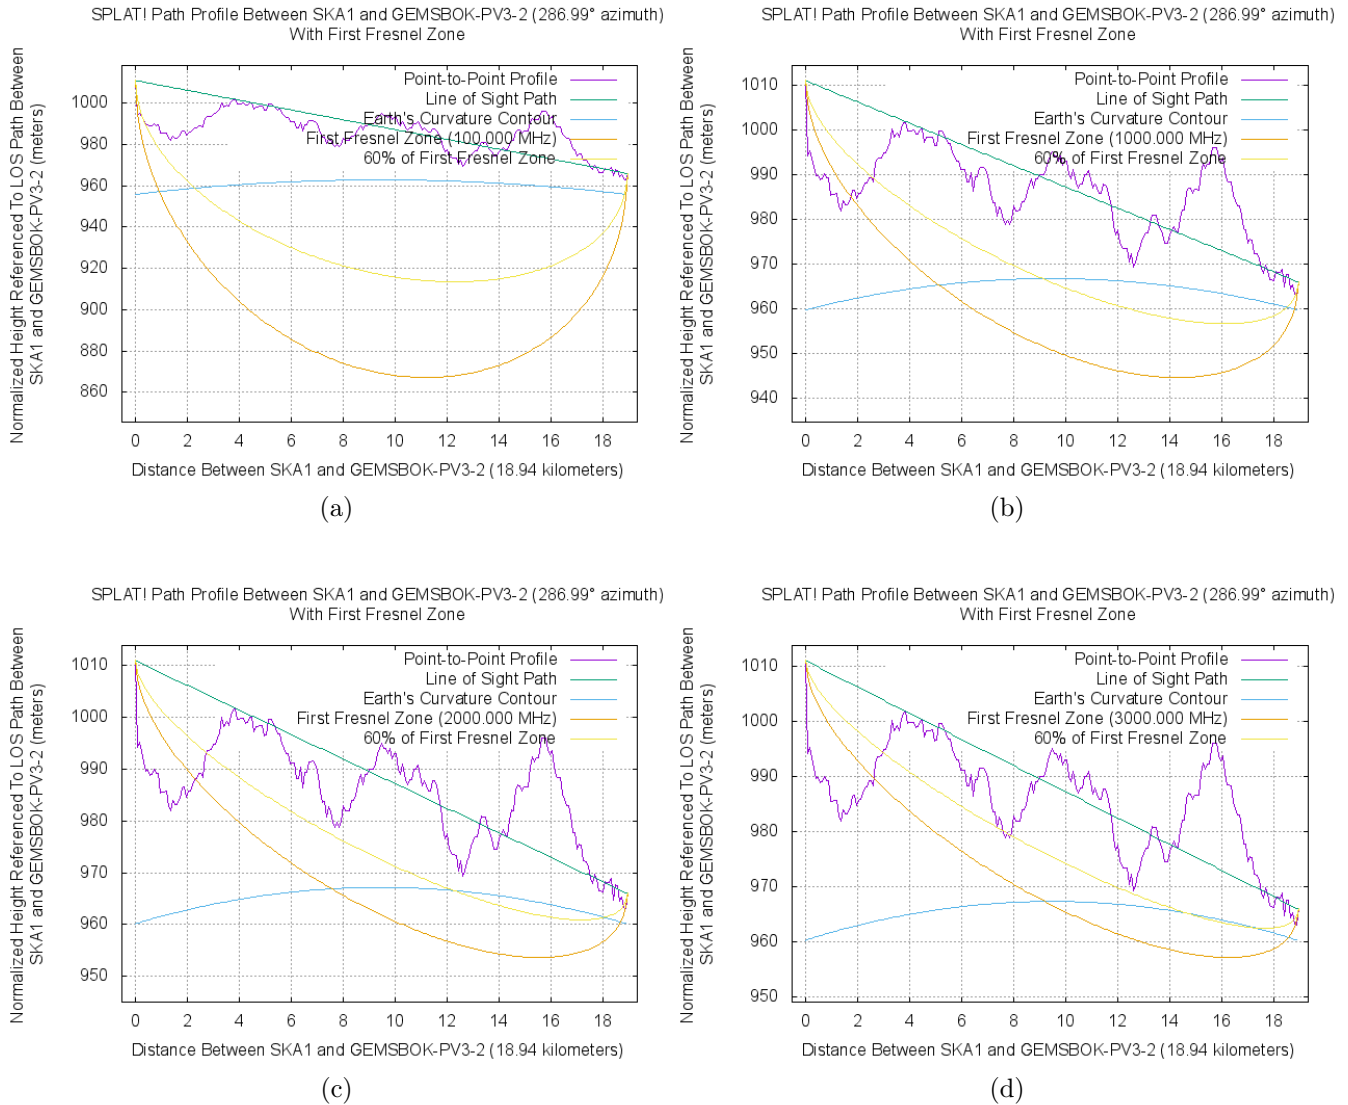 SPLAT! Path Profile Between SKA1 and GEMSBOK-PV3-2 (286.99° azimuth)
With First Fresnel Zone
Normalized Height Referenced To LOS Path Between
SKA1 and GEMSBOK-PV3-2 (meters)
Point-to-Point Profile
Line of Sight Path
Earth's Curvature Contour
First Fresnel Zone (100.000 MHz)
60% of First Fresnel Zone
1000
980
960
940
920
900
880
860
0 2 4 6 8 10 12 14 16 18
Distance Between SKA1 and GEMSBOK-PV3-2 (18.94 kilometers)
(a)
SPLAT! Path Profile Between SKA1 and GEMSBOK-PV3-2 (286.99° azimuth)
With First Fresnel Zone
Normalized Height Referenced To LOS Path Between
SKA1 and GEMSBOK-PV3-2 (meters)
Point-to-Point Profile
Line of Sight Path
Earth's Curvature Contour
First Fresnel Zone (1000.000 MHz)
60% of First Fresnel Zone
1010
1000
990
980
970
960
950
940
0 2 4 6 8 10 12 14 16 18
Distance Between SKA1 and GEMSBOK-PV3-2 (18.94 kilometers)
(b)
SPLAT! Path Profile Between SKA1 and GEMSBOK-PV3-2 (286.99° azimuth)
With First Fresnel Zone
Normalized Height Referenced To LOS Path Between
SKA1 and GEMSBOK-PV3-2 (meters)
Point-to-Point Profile
Line of Sight Path
Earth's Curvature Contour
First Fresnel Zone (2000.000 MHz)
60% of First Fresnel Zone
1010
1000
990
980
970
960
950
0 2 4 6 8 10 12 14 16 18
Distance Between SKA1 and GEMSBOK-PV3-2 (18.94 kilometers)
(c)
SPLAT! Path Profile Between SKA1 and GEMSBOK-PV3-2 (286.99° azimuth)
With First Fresnel Zone
Normalized Height Referenced To LOS Path Between
SKA1 and GEMSBOK-PV3-2 (meters)
Point-to-Point Profile
Line of Sight Path
Earth's Curvature Contour
First Fresnel Zone (3000.000 MHz)
60% of First Fresnel Zone
1010
1000
990
980
970
960
950
0 2 4 6 8 10 12 14 16 18
Distance Between SKA1 and GEMSBOK-PV3-2 (18.94 kilometers)
(d)